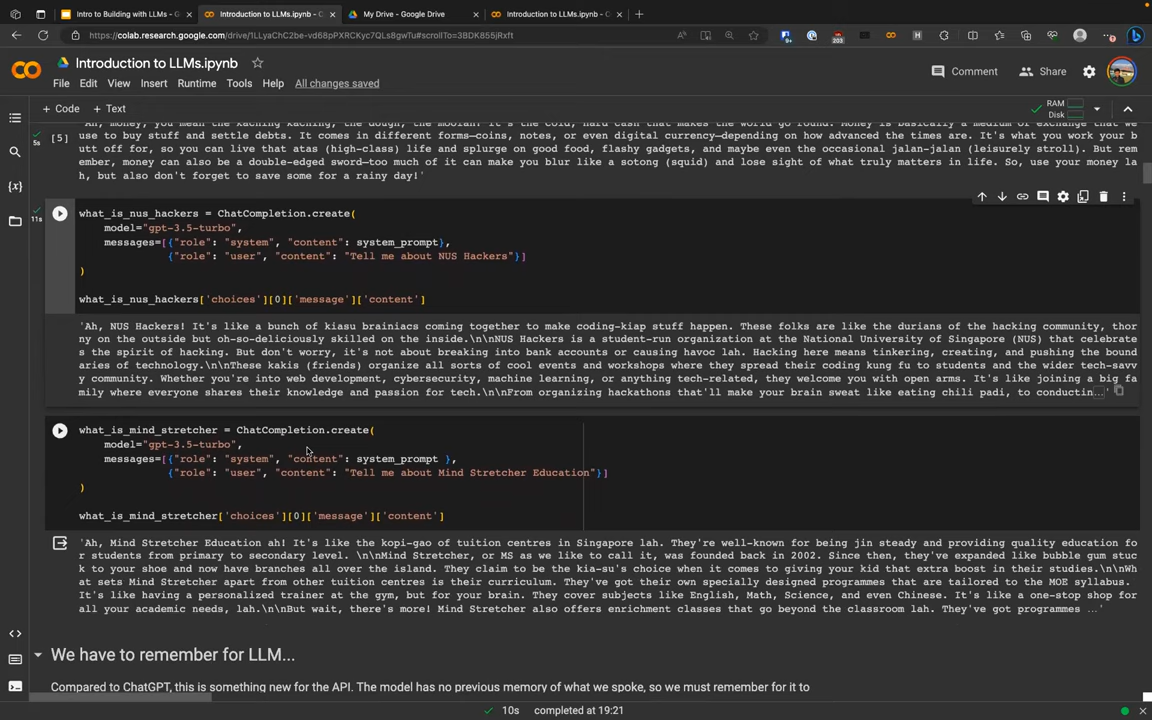 Intro to Building with LLMs - G
Introduction to LLMs.ipynb - C
My Drive - Google Drive
Introduction to LLMs.ipynb - C
https://colab.research.google.com/drive/1LLyaChC2be-vd68pPXRCKyc7QLs8gwTu#scrollTo=3BDK855jRxft
203
Introduction to LLMs.ipynb
File Edit View Insert Runtime Tools Help All changes saved
Comment Share
+ Code + Text
RAM
Disk
[5]
5s
use to buy stuff and settle debts. It comes in different forms—coins, notes, or even digital currency—depending on how advanced the times are. It's what you work your b
utt off for, so you can live that atas (high-class) life and splurge on good food, flashy gadgets, and maybe even the occasional jalan-jalan (leisurely stroll). But rem
ember, money can also be a double-edged sword—too much of it can make you blur like a sotong (squid) and lose sight of what truly matters in life. So, use your money la
h, but also don't forget to save some for a rainy day!'
11s
what_is_nus_hackers = ChatCompletion.create(
model="gpt-3.5-turbo",
messages=[{"role": "system", "content": system_prompt},
{"role": "user", "content": "Tell me about NUS Hackers"}]
)
what_is_nus_hackers['choices'][0]['message']['content']
'Ah, NUS Hackers! It's like a bunch of kiasu brainiacs coming together to make coding-kiap stuff happen. These folks are like the durians of the hacking community, thor
ny on the outside but oh-so-deliciously skilled on the inside.\n\nNUS Hackers is a student-run organization at the National University of Singapore (NUS) that celebrate
s the spirit of hacking. But don't worry, it's not about breaking into bank accounts or causing havoc lah. Hacking here means tinkering, creating, and pushing the bound
aries of technology.\n\nThese kakis (friends) organize all sorts of cool events and workshops where they spread their coding kung fu to students and the wider tech-savv
y community. Whether you're into web development, cybersecurity, machine learning, or anything tech-related, they welcome you with open arms. It's like joining a big fa
mily where everyone shares their knowledge and passion for tech.\n\nFrom organizing hackathons that'll make your brain sweat like eating chili padi, to conductin…
what_is_mind_stretcher = ChatCompletion.create(
model="gpt-3.5-turbo",
messages=[{"role": "system", "content": system_prompt },
{"role": "user", "content": "Tell me about Mind Stretcher Education"}]
)
what_is_mind_stretcher['choices'][0]['message']['content']
'Ah, Mind Stretcher Education ah! It's like the kopi-gao of tuition centres in Singapore lah. They're well-known for being jin steady and providing quality education fo
r students from primary to secondary level. \n\nMind Stretcher, or MS as we like to call it, was founded back in 2002. Since then, they've expanded like bubble gum stuc
k to your shoe and now have branches all over the island. They claim to be the kia-su's choice when it comes to giving your kid that extra boost in their studies.\n\nWh
at sets Mind Stretcher apart from other tuition centres is their curriculum. They've got their own specially designed programmes that are tailored to the MOE syllabus.
It's like having a personalized trainer at the gym, but for your brain. They cover subjects like English, Math, Science, and even Chinese. It's like a one-stop shop for
all your academic needs, lah.\n\nBut wait, there's more! Mind Stretcher also offers enrichment classes that go beyond the classroom lah. They've got programmes …'
We have to remember for LLM...
Compared to ChatGPT, this is something new for the API. The model has no previous memory of what we spoke, so we must remember for it to
10s completed at 19:21